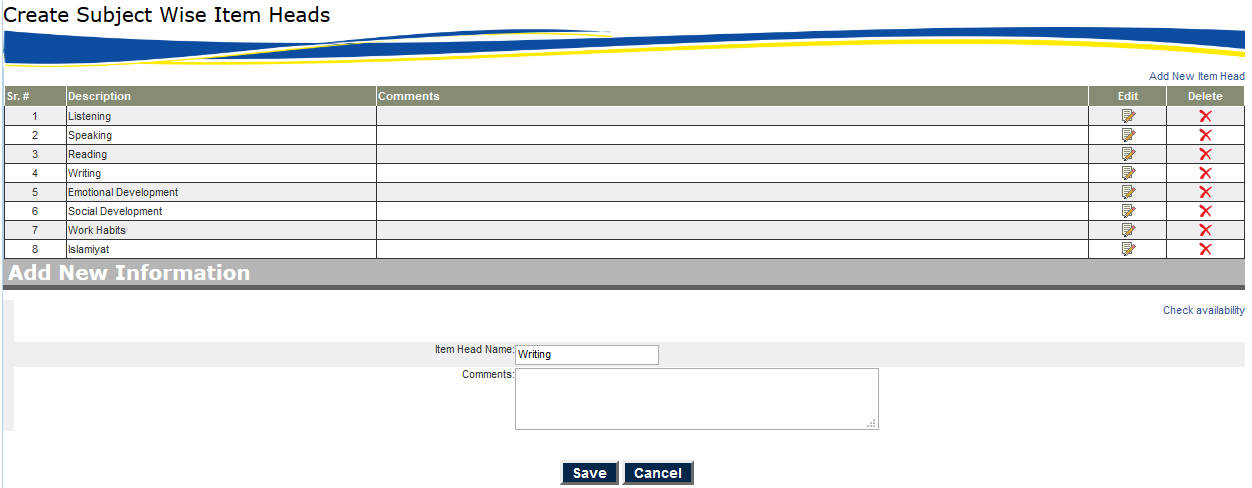 Create Subject Wise Item Heads
Add New Item Head
Sr. # Description Comments Edit Delete
1 Listening
2 Speaking
3 Reading
4 Writing
5 Emotional Development
6 Social Development
7 Work Habits
8 Islamiyat
Add New Information
Check availability
Item Head Name: Writing
Comments:
Save Cancel